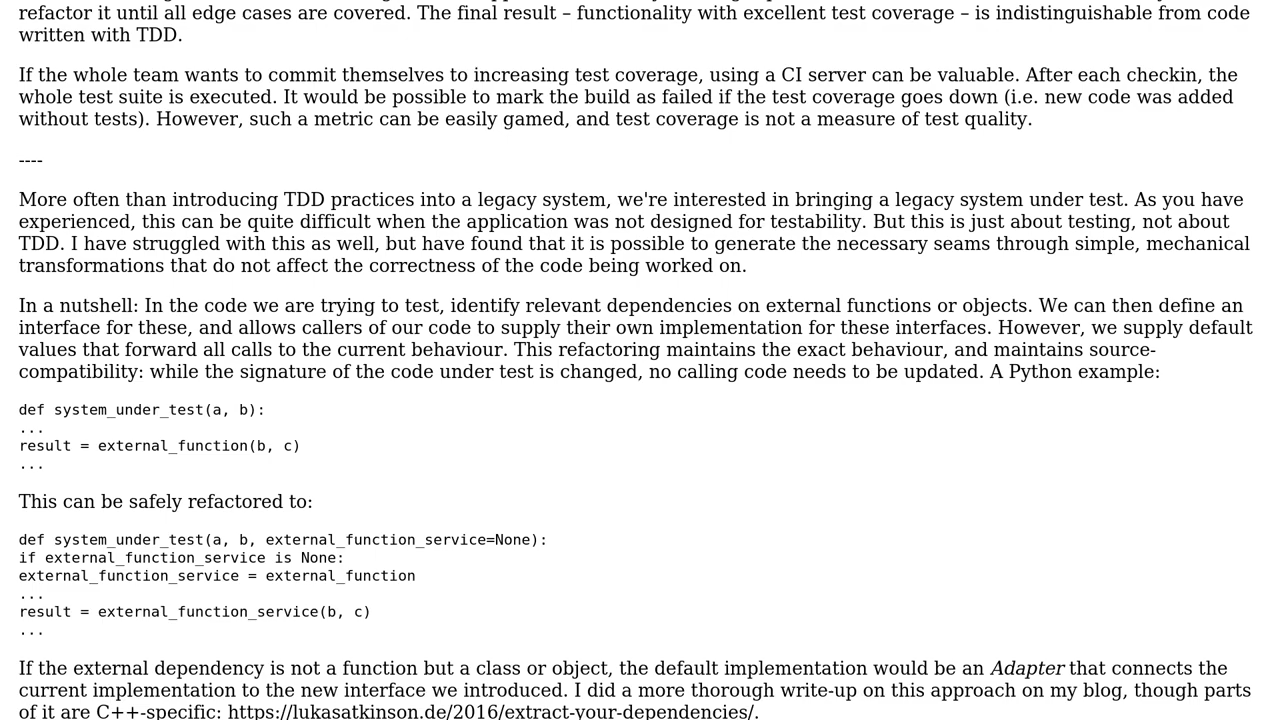 refactor it until all edge cases are covered. The final result – functionality with excellent test coverage – is indistinguishable from code
written with TDD.
If the whole team wants to commit themselves to increasing test coverage, using a CI server can be valuable. After each checkin, the
whole test suite is executed. It would be possible to mark the build as failed if the test coverage goes down (i.e. new code was added
without tests). However, such a metric can be easily gamed, and test coverage is not a measure of test quality.
----
More often than introducing TDD practices into a legacy system, we're interested in bringing a legacy system under test. As you have
experienced, this can be quite difficult when the application was not designed for testability. But this is just about testing, not about
TDD. I have struggled with this as well, but have found that it is possible to generate the necessary seams through simple, mechanical
transformations that do not affect the correctness of the code being worked on.
In a nutshell: In the code we are trying to test, identify relevant dependencies on external functions or objects. We can then define an
interface for these, and allows callers of our code to supply their own implementation for these interfaces. However, we supply default
values that forward all calls to the current behaviour. This refactoring maintains the exact behaviour, and maintains source-
compatibility: while the signature of the code under test is changed, no calling code needs to be updated. A Python example:
def system_under_test(a, b):
...
result = external_function(b, c)
...
This can be safely refactored to:
def system_under_test(a, b, external_function_service=None):
if external_function_service is None:
external_function_service = external_function
...
result = external_function_service(b, c)
...
If the external dependency is not a function but a class or object, the default implementation would be an Adapter that connects the
current implementation to the new interface we introduced. I did a more thorough write-up on this approach on my blog, though parts
of it are C++-specific: https://lukasatkinson.de/2016/extract-your-dependencies/.